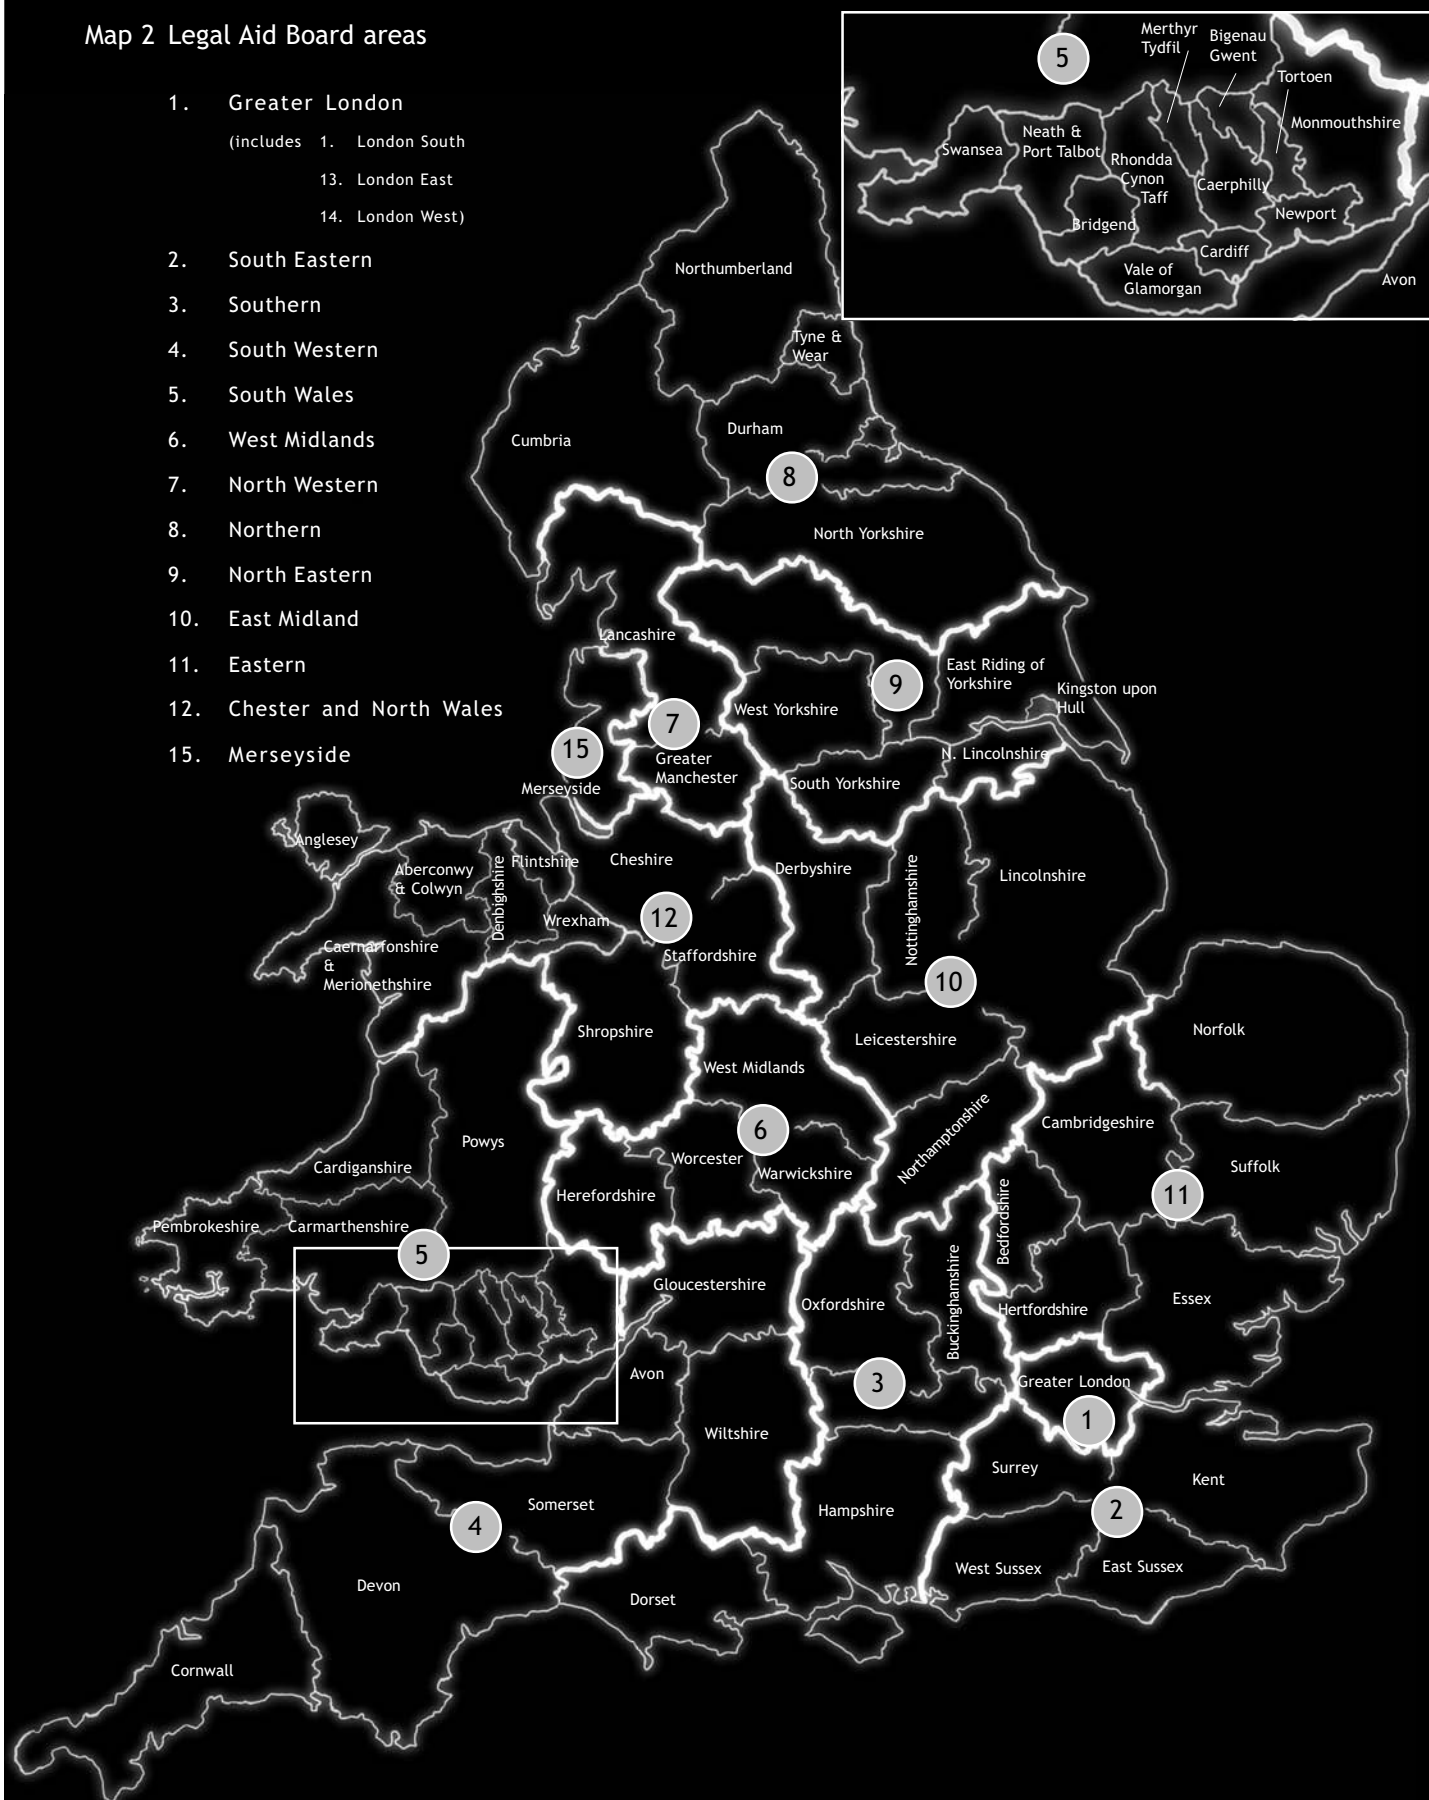 Map 2 Legal Aid Board areas
1. Greater London
(includes 1. London South
13. London East
14. London West)
2. South Eastern
3. Southern
4. South Western
5. South Wales
6. West Midlands
7. North Western
8. Northern
9. North Eastern
10. East Midland
11. Eastern
12. Chester and North Wales
15. Merseyside
5
Merthyr
Tydfil
Bigenau
Gwent
Tortoen
Monmouthshire
Swansea
Neath &
Port Talbot
Rhondda
Cynon
Taff
Caerphilly
Newport
Bridgend
Cardiff
Vale of
Glamorgan
Avon
Northumberland
Tyne &
Wear
Cumbria
Durham
8
North Yorkshire
Lancashire
East Riding of
Yorkshire
9
Kingston upon
Hull
West Yorkshire
7
15
Greater
Manchester
N. Lincolnshire
Merseyside
South Yorkshire
Anglesey
Aberconwy
& Colwyn
Denbighshire
Flintshire
Cheshire
Derbyshire
Nottinghamshire
Lincolnshire
Wrexham
12
Caernarfonshire
&
Merionethshire
Staffordshire
10
Shropshire
Leicestershire
Norfolk
West Midlands
Powys
6
Northamptonshire
Cambridgeshire
Cardiganshire
Worcester
Warwickshire
Suffolk
Herefordshire
11
Pembrokeshire
Carmarthenshire
5
Bedfordshire
Gloucestershire
Oxfordshire
Buckinghamshire
Hertfordshire
Essex
Avon
3
Greater London
1
Wiltshire
Surrey
Kent
Somerset
4
Hampshire
2
West Sussex
East Sussex
Devon
Dorset
Cornwall